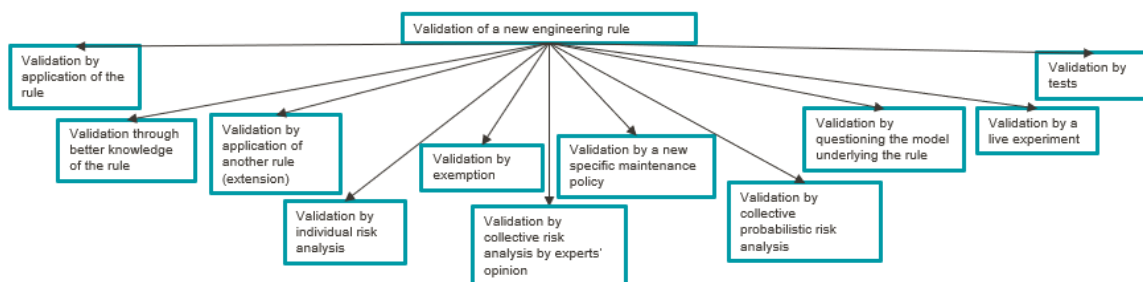 Validation of a new engineering rule
Validation by
application of the
rule
Validation through
better knowledge
of the rule
Validation by
application of
another rule
(extension)
Validation by
individual risk
analysis
Validation by
exemption
Validation by
collective risk
analysis by experts'
opinion
Validation by a new
specific maintenance
policy
Validation by
collective
probabilistic risk
analysis
Validation by
questioning the model
underlying the rule
Validation by a
live experiment
Validation by
tests